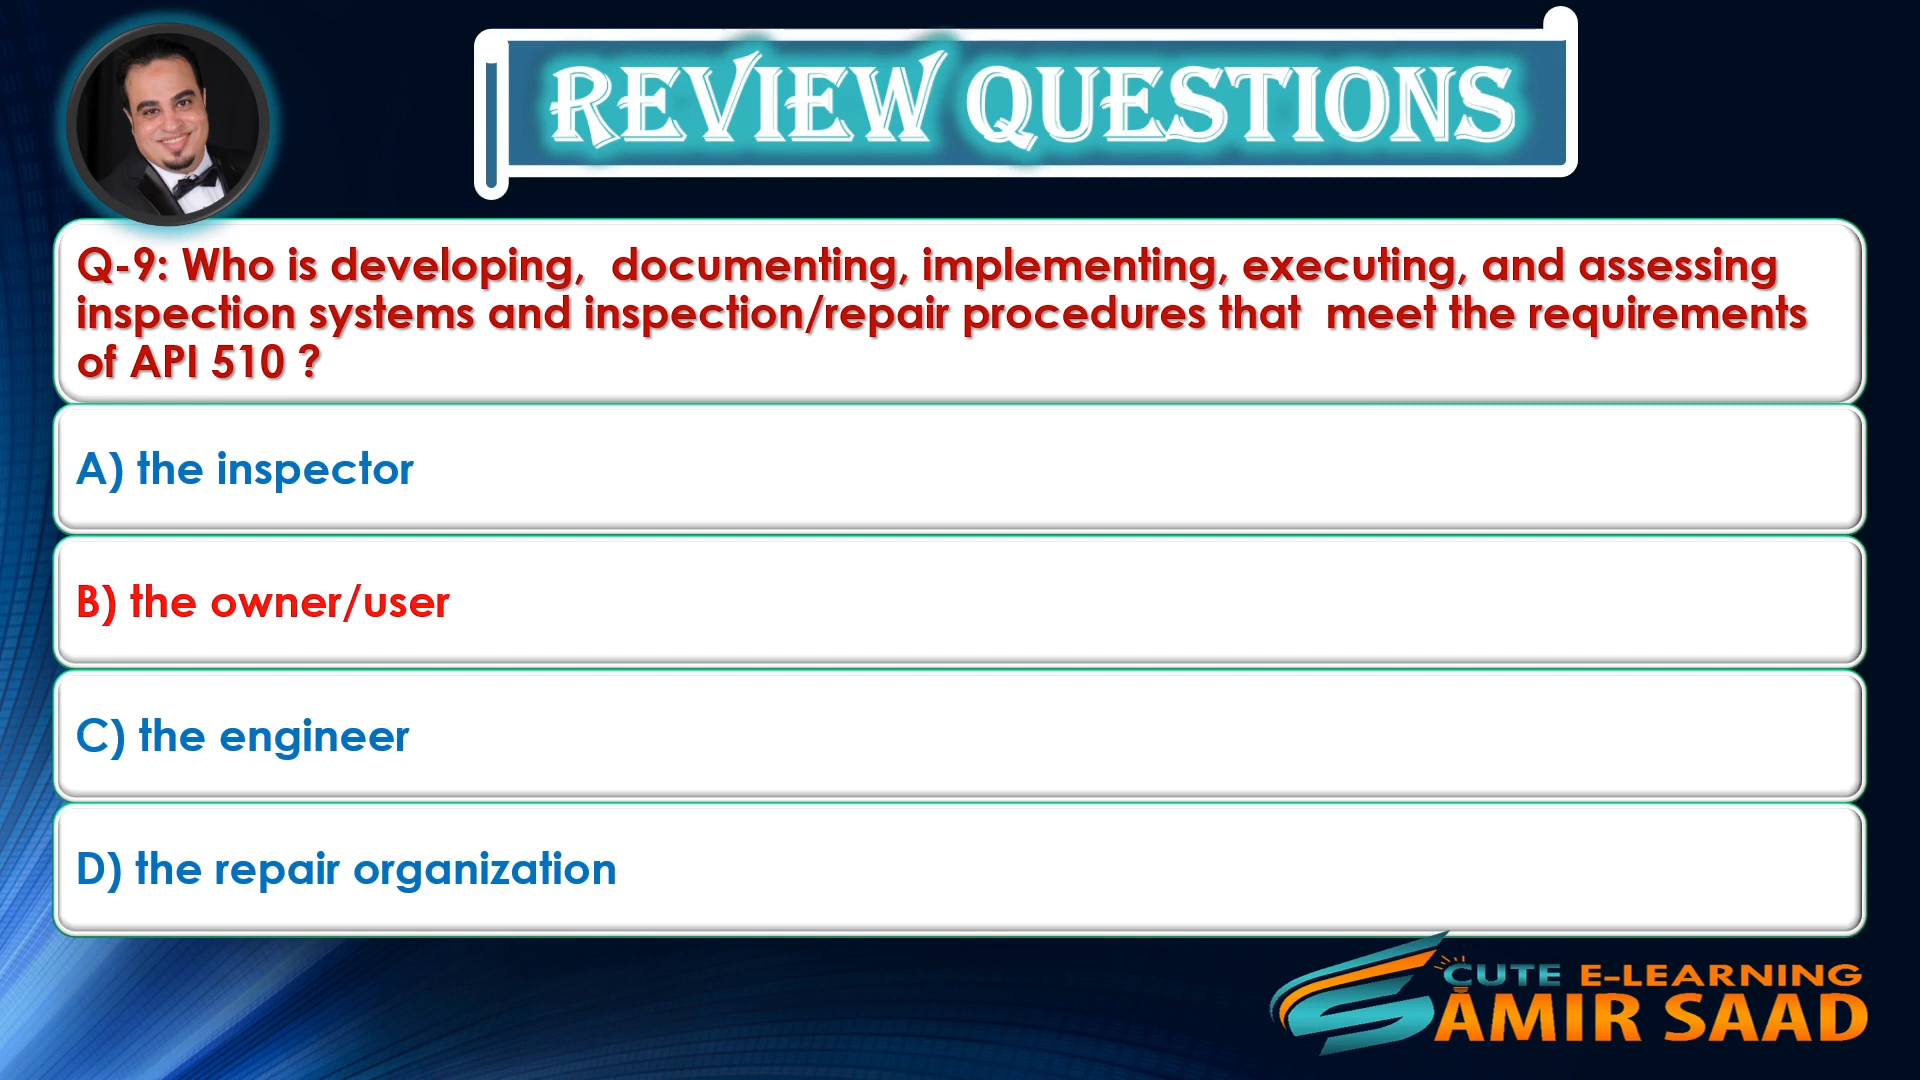 REVIEW QUESTIONS
Q-9: Who is developing,  documenting, implementing, executing, and assessing
inspection systems and inspection/repair procedures that  meet the requirements
of API 510 ?
A) the inspector
B) the owner/user
C) the engineer
D) the repair organization
CUTE E-LEARNING
AMIR SAAD